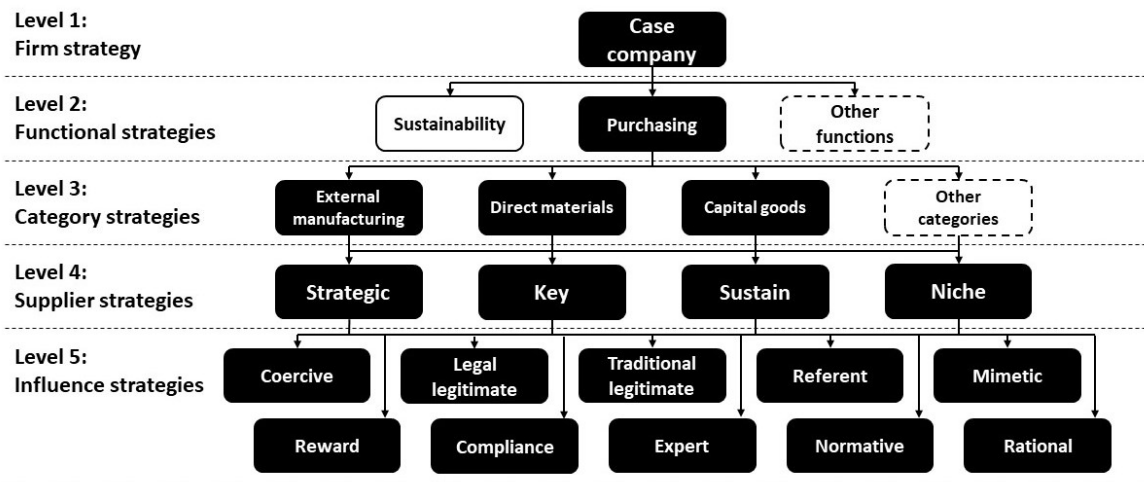 Level 1:
Firm strategy
Case
company
Level 2:
Functional strategies
Sustainability
Purchasing
Other
functions
Level 3:
Category strategies
External
manufacturing
Direct materials
Capital goods
Other
categories
Level 4:
Supplier strategies
Strategic
Key
Sustain
Niche
Level 5:
Influence strategies
Coercive
Legal
legitimate
Traditional
legitimate
Referent
Mimetic
Reward
Compliance
Expert
Normative
Rational